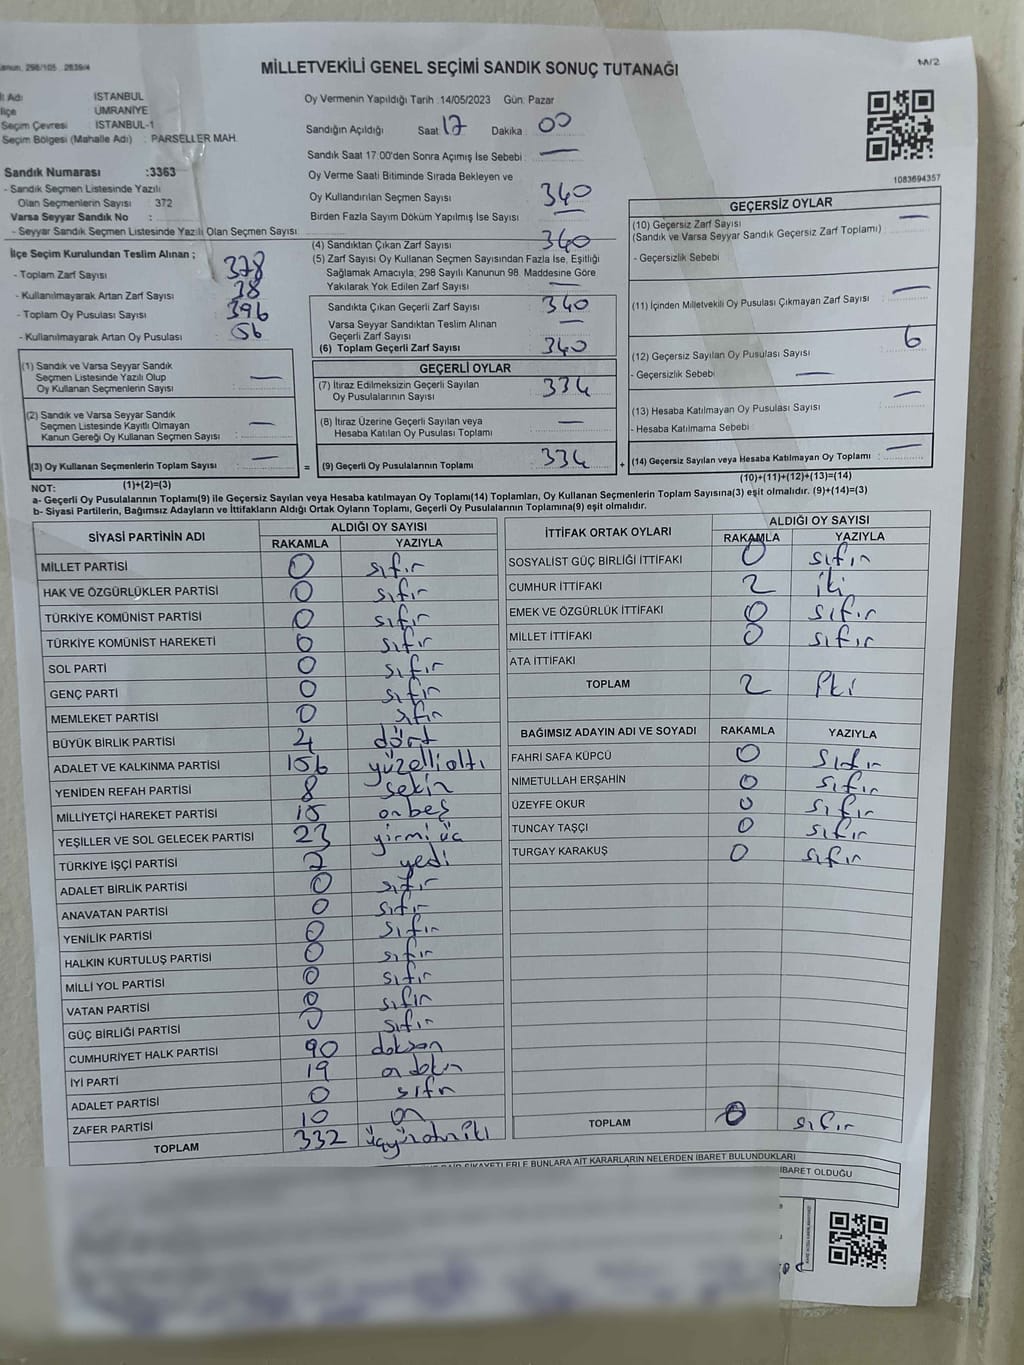 Kanun, 298/105 2839/4
MİLLETVEKİLİ GENEL SEÇİMİ SANDIK SONUÇ TUTANAĞI
İl Adı : İSTANBUL
İlçe : ÜMRANİYE
Seçim Çevresi : İSTANBUL-1
Seçim Bölgesi (Mahalle Adı) : PARSELLER MAH.
Sandık Numarası :3363
- Sandık Seçmen Listesinde Yazılı
Olan Seçmenlerin Sayısı : 372
Varsa Seyyar Sandık No :
- Seyyar Sandık Seçmen Listesinde Yazılı Olan Seçmen Sayısı
Oy Vermenin Yapıldığı Tarih :14/05/2023 Gün: Pazar
Sandığın Açıldığı Saat 17 Dakika 00
Sandık Saat 17:00'den Sonra Açımış İse Sebebi : —
Oy Verme Saati Bitiminde Sırada Bekleyen ve
Oy Kullandırılan Seçmen Sayısı 340
Birden Fazla Sayım Döküm Yapılmış İse Sayısı —
1083694357
İlçe Seçim Kurulundan Teslim Alınan ;
- Toplam Zarf Sayısı 378
- Kullanılmayarak Artan Zarf Sayısı 38
- Toplam Oy Pusulası Sayısı 396
- Kullanılmayarak Artan Oy Pusulası 56
(4) Sandıktan Çıkan Zarf Sayısı 340
(5) Zarf Sayısı Oy Kullanan Seçmen Sayısından Fazla İse, Eşitliği
Sağlamak Amacıyla; 298 Sayılı Kanunun 98. Maddesine Göre
Yakılarak Yok Edilen Zarf Sayısı —
Sandıkta Çıkan Geçerli Zarf Sayısı 340
Varsa Seyyar Sandıktan Teslim Alınan
Geçerli Zarf Sayısı —
(6) Toplam Geçerli Zarf Sayısı 340
GEÇERSİZ OYLAR
(10) Geçersiz Zarf Sayısı —
(Sandık ve Varsa Seyyar Sandık Geçersiz Zarf Toplamı)
- Geçersizlik Sebebi
(11) İçinden Milletvekili Oy Pusulası Çıkmayan Zarf Sayısı —
(12) Geçersiz Sayılan Oy Pusulası Sayısı 6
- Geçersizlik Sebebi —
(13) Hesaba Katılmayan Oy Pusulası Sayısı —
- Hesaba Katılmama Sebebi
(14) Geçersiz Sayılan veya Hesaba Katılmayan Oy Toplamı: —
(10)+(11)+(12)+(13)=(14)
(1) Sandık ve Varsa Seyyar Sandık
Seçmen Listesinde Yazılı Olup
Oy Kullanan Seçmenlerin Sayısı —
(2) Sandık ve Varsa Seyyar Sandık
Seçmen Listesinde Kayıtlı Olmayan
Kanun Gereği Oy Kullanan Seçmen Sayısı —
(3) Oy Kullanan Seçmenlerin Toplam Sayısı —
(1)+(2)=(3)
=
GEÇERLİ OYLAR
(7) İtiraz Edilmeksizin Geçerli Sayılan
Oy Pusulalarının Sayısı 334
(8) İtiraz Üzerine Geçerli Sayılan veya
Hesaba Katılan Oy Pusulası Toplamı —
(9) Geçerli Oy Pusulalarının Toplamı 334
+
NOT:
a- Geçerli Oy Pusulalarının Toplamı(9) ile Geçersiz Sayılan veya Hesaba katılmayan Oy Toplamı(14) Toplamları, Oy Kullanan Seçmenlerin Toplam Sayısına(3) eşit olmalıdır. (9)+(14)=(3)
b- Siyasi Partilerin, Bağımsız Adayların ve İttifakların Aldığı Ortak Oyların Toplamı, Geçerli Oy Pusulalarının Toplamına(9) eşit olmalıdır.
SİYASİ PARTİNİN ADI ALDIĞI OY SAYISI
RAKAMLA YAZIYLA
MİLLET PARTİSİ 0 sıfır
HAK VE ÖZGÜRLÜKLER PARTİSİ 0 sıfır
TÜRKİYE KOMÜNİST PARTİSİ 0 sıfır
TÜRKİYE KOMÜNİST HAREKETİ 0 sıfır
SOL PARTİ 0 sıfır
GENÇ PARTİ 0 sıfır
MEMLEKET PARTİSİ 0 sıfır
BÜYÜK BİRLİK PARTİSİ 4 dört
ADALET VE KALKINMA PARTİSİ 156 yüzellialtı
YENİDEN REFAH PARTİSİ 8 sekiz
MİLLİYETÇİ HAREKET PARTİSİ 15 onbeş
YEŞİLLER VE SOL GELECEK PARTİSİ 23 yirmi üç
TÜRKİYE İŞÇİ PARTİSİ 7 yedi
ADALET BİRLİK PARTİSİ 0 sıfır
ANAVATAN PARTİSİ 0 sıfır
YENİLİK PARTİSİ 0 sıfır
HALKIN KURTULUŞ PARTİSİ 0 sıfır
MİLLİ YOL PARTİSİ 0 sıfır
VATAN PARTİSİ 0 sıfır
GÜÇ BİRLİĞİ PARTİSİ 0 sıfır
CUMHURİYET HALK PARTİSİ 90 doksan
İYİ PARTİ 19 ondokuz
ADALET PARTİSİ 0 sıfır
ZAFER PARTİSİ 10 on
TOPLAM 332 üçyüzotuziki
İTTİFAK ORTAK OYLARI ALDIĞI OY SAYISI
RAKAMLA YAZIYLA
SOSYALIST GÜÇ BİRLİĞİ İTTİFAKI 0 sıfır
CUMHUR İTTİFAKI 2 iki
EMEK VE ÖZGÜRLÜK İTTİFAKI 0 sıfır
MİLLET İTTİFAKI 0 sıfır
ATA İTTİFAKI
TOPLAM 2 iki
BAĞIMSIZ ADAYIN ADI VE SOYADI RAKAMLA YAZIYLA
FAHRİ SAFA KÜPCÜ 0 sıfır
NİMETULLAH ERŞAHİN 0 sıfır
ÜZEYFE OKUR 0 sıfır
TUNCAY TAŞÇI 0 sıfır
TURGAY KARAKUŞ 0 sıfır
TOPLAM 0 sıfır
ŞİKAYETLERLE BUNLARA AİT KARARLARIN NELERDEN İBARET BULUNDUKLARI
İBARET OLDUĞU